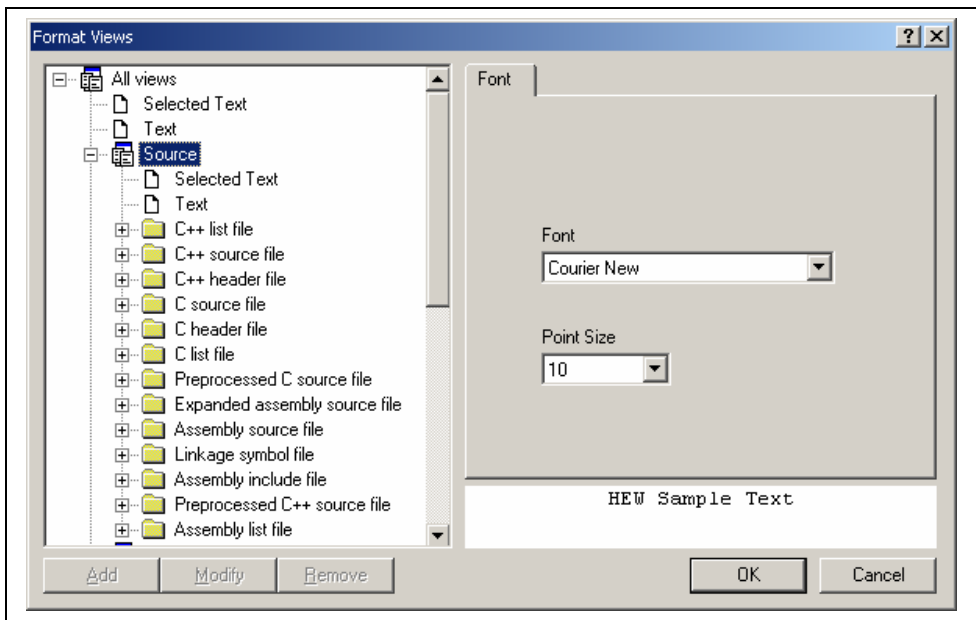 Format Views
All views
Selected Text
Text
Source
Selected Text
Text
C++ list file
C++ source file
C++ header file
C source file
C header file
C list file
Preprocessed C source file
Expanded assembly source file
Assembly source file
Linkage symbol file
Assembly include file
Preprocessed C++ source file
Assembly list file
Font
Font
Courier New
Point Size
10
HEW Sample Text
Add Modify Remove
OK Cancel